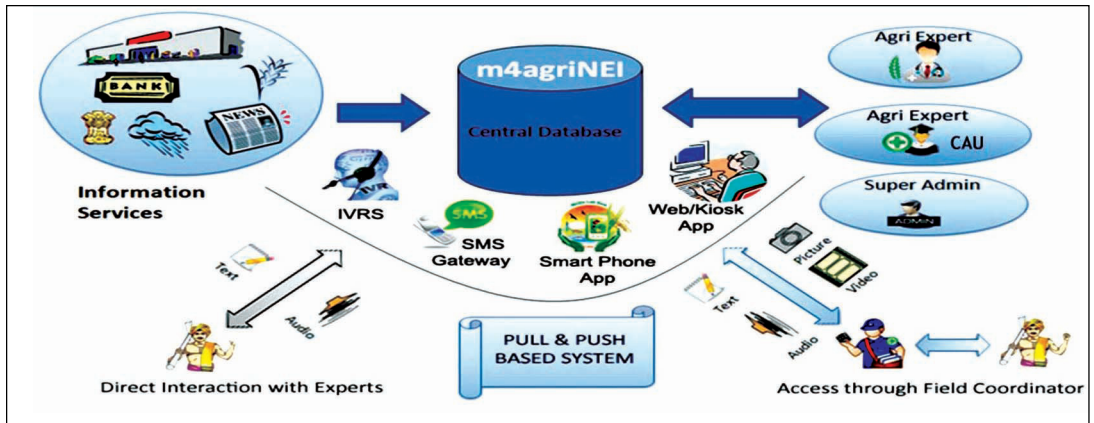 BANK
NEWS
Information
Services
m4agriNEI
Central Database
Agri Expert
Agri Expert
CAU
Super Admin
ADMIN
IVR
IVRS
SMS
SMS
Gateway
Smart Phone
App
Web/Kiosk
App
Text
Audio
Picture
Video
Text
Audio
PULL & PUSH
BASED SYSTEM
Direct Interaction with Experts
Access through Field Coordinator